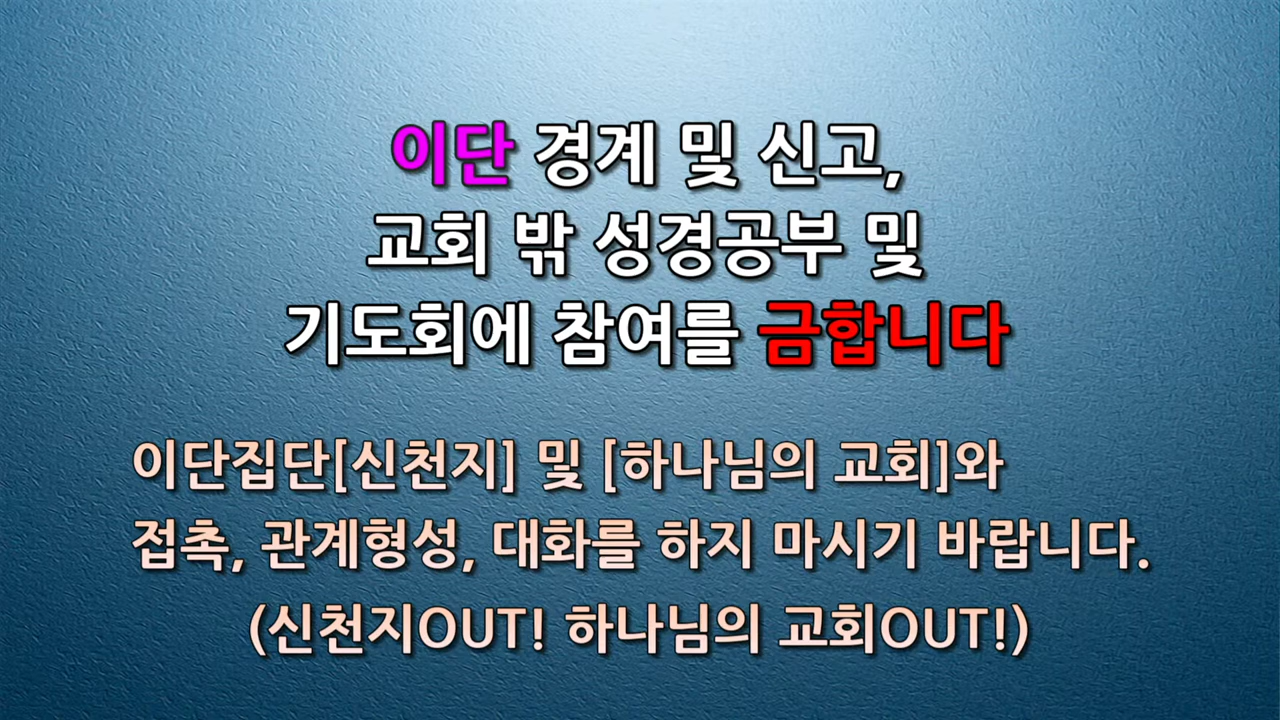 이단 경계 및 신고,
교회 밖 성경공부 및
기도회에 참여를 금합니다
이단집단[신천지] 및 [하나님의 교회]와
접촉, 관계형성, 대화를 하지 마시기 바랍니다.
(신천지OUT! 하나님의 교회OUT!)